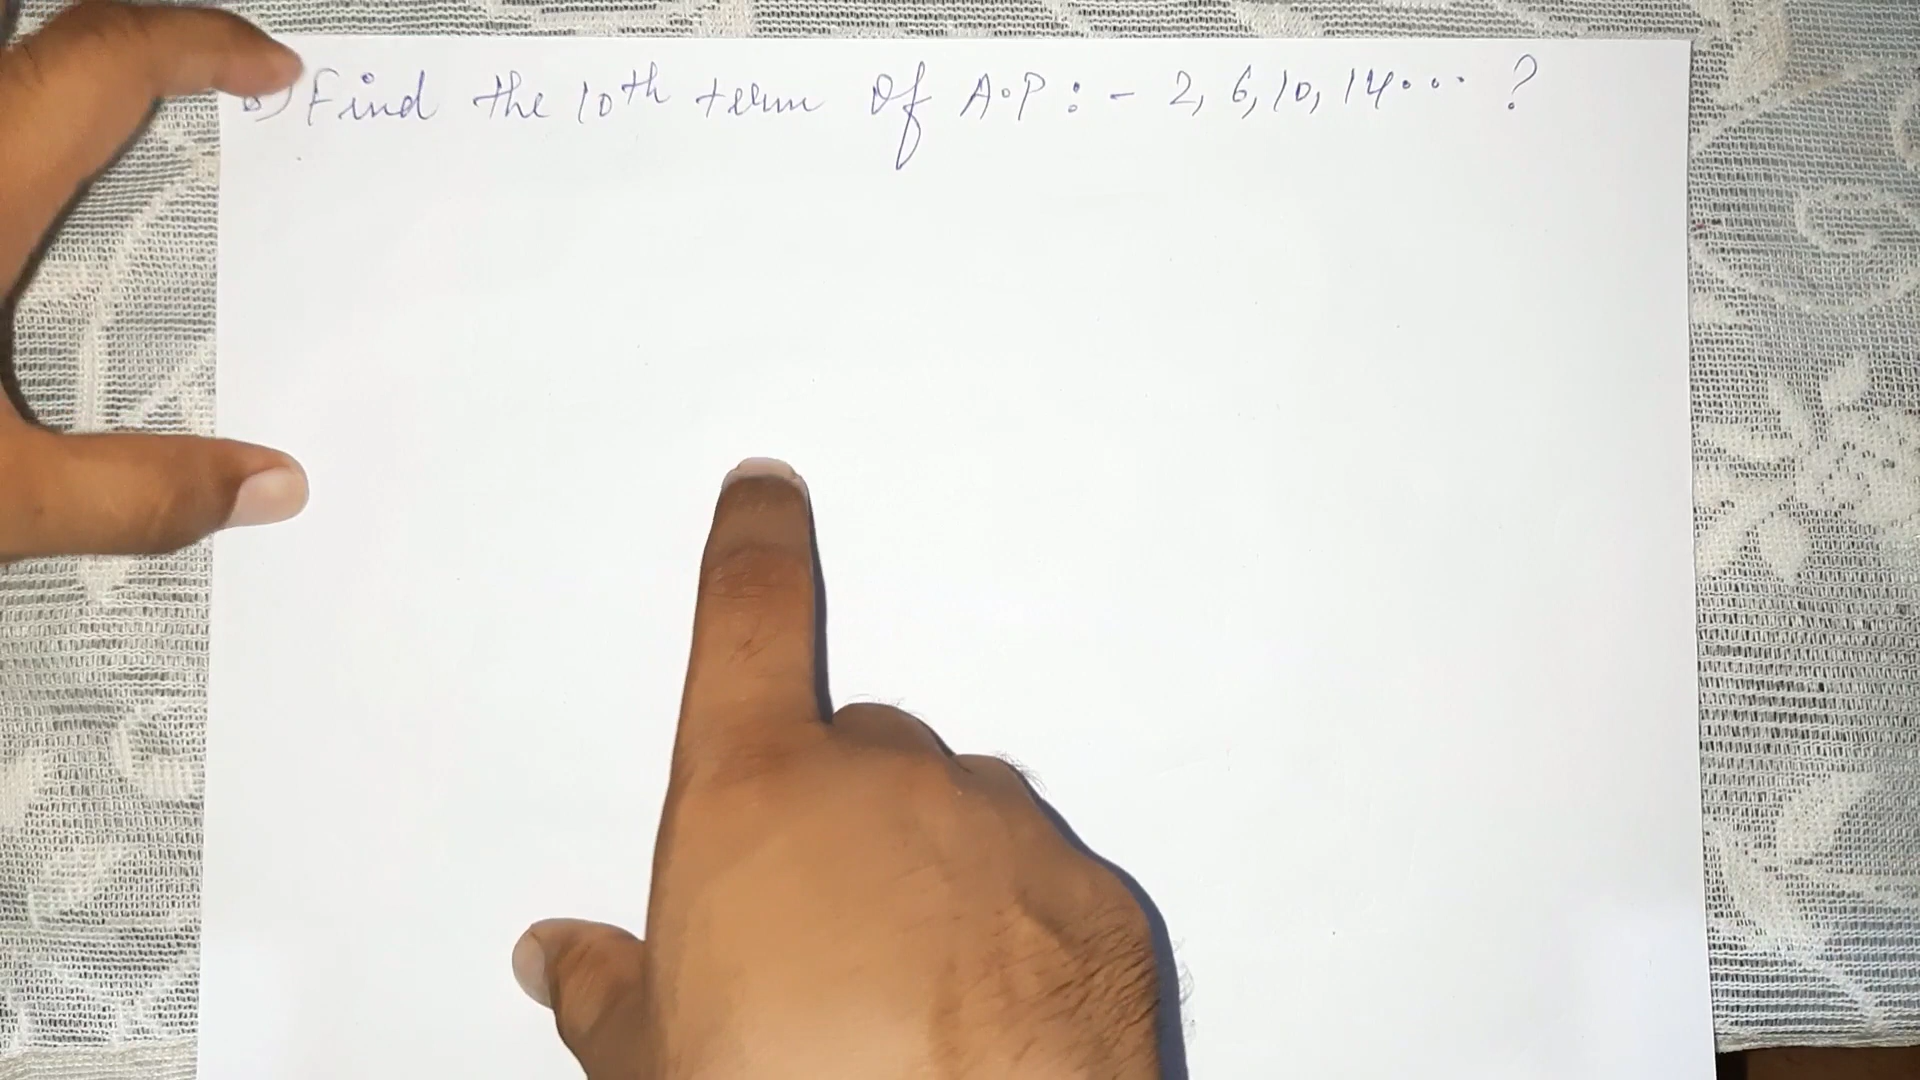 Find the 10th term of A.P :- 2, 6, 10, 14... ?